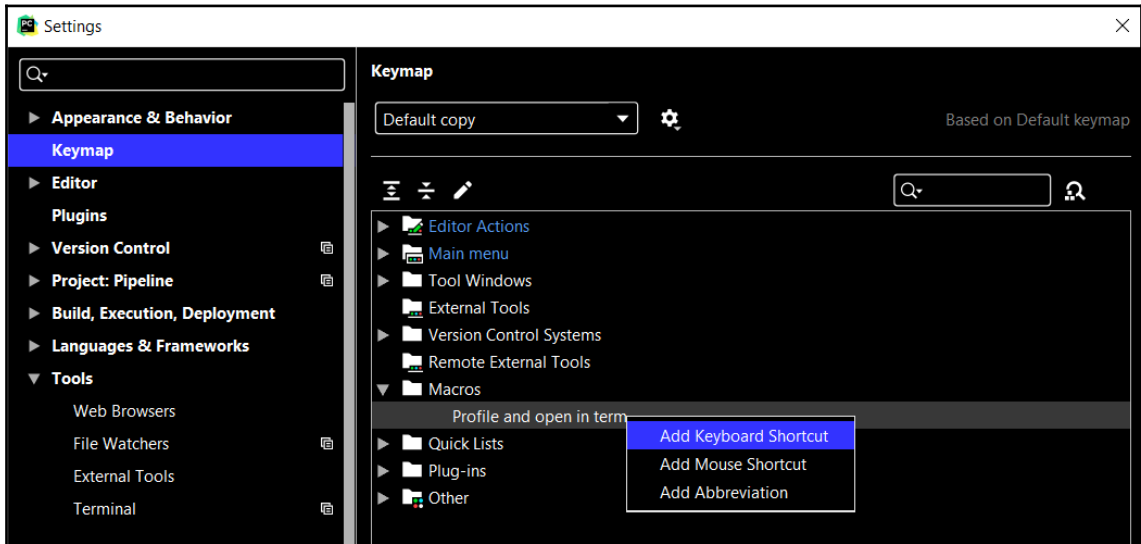 PC
Settings
Appearance & Behavior
Keymap
Editor
Plugins
Version Control
Project: Pipeline
Build, Execution, Deployment
Languages & Frameworks
Tools
Web Browsers
File Watchers
External Tools
Terminal
Keymap
Default copy
Based on Default keymap
Editor Actions
Main menu
Tool Windows
External Tools
Version Control Systems
Remote External Tools
Macros
Profile and open in term
Quick Lists
Plug-ins
Other
Add Keyboard Shortcut
Add Mouse Shortcut
Add Abbreviation